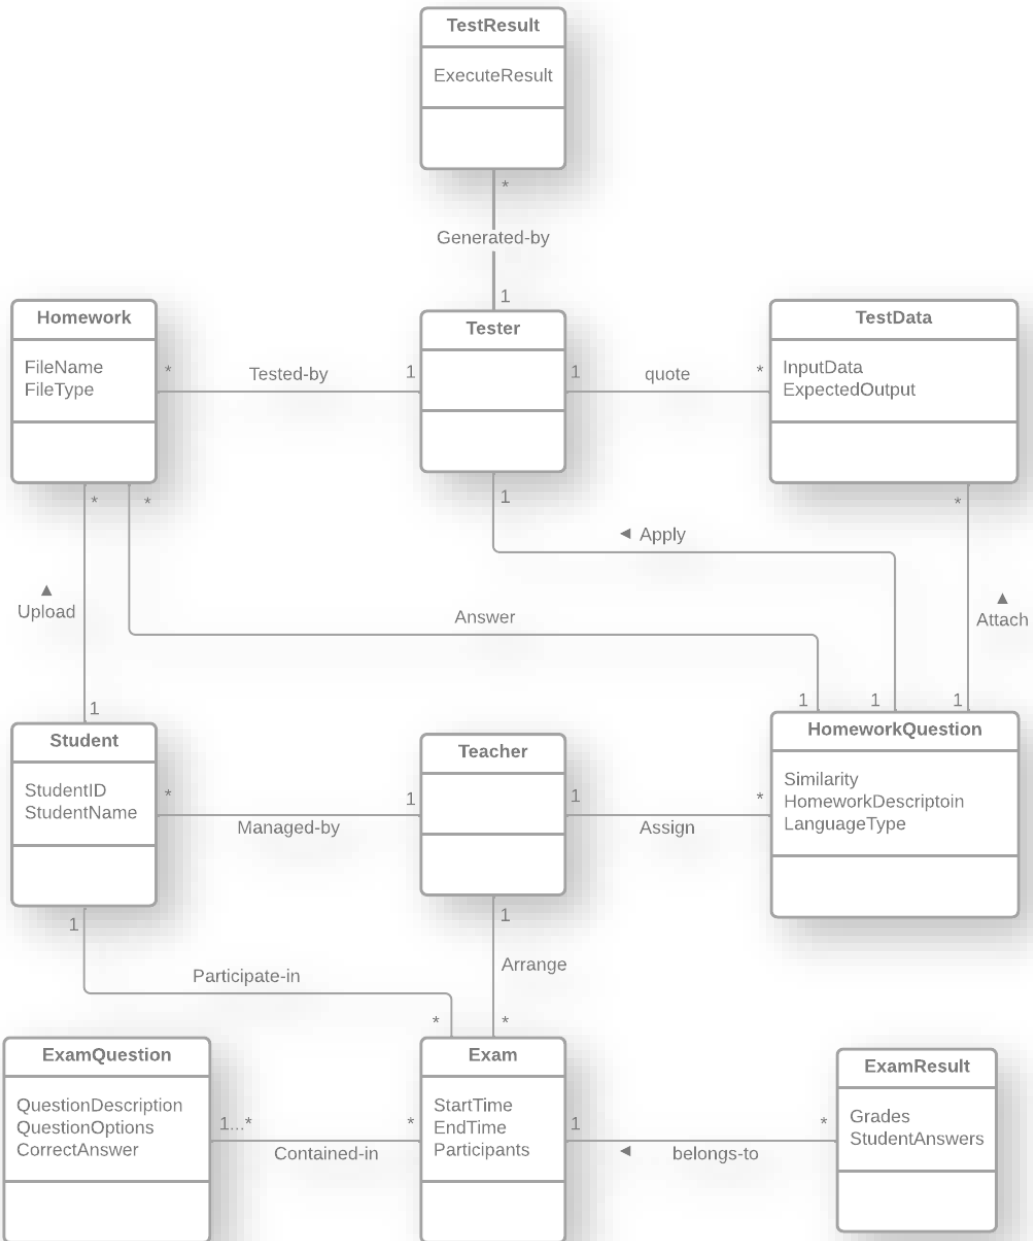 TestResult
ExecuteResult
*
Generated-by
1
Homework
FileName
FileType
Tester
TestData
InputData
ExpectedOutput
*
Tested-by
1
1
quote
*
*
*
1
*
◄ Apply
▲
Upload
Answer
▲
Attach
1
1
1
1
Student
StudentID
StudentName
Teacher
HomeworkQuestion
Similarity
HomeworkDescriptoin
LanguageType
*
Managed-by
1
1
Assign
*
1
1
Participate-in
Arrange
*
*
ExamQuestion
QuestionDescription
QuestionOptions
CorrectAnswer
Exam
StartTime
EndTime
Participants
ExamResult
Grades
StudentAnswers
1...*
Contained-in
*
1
◄ belongs-to
*